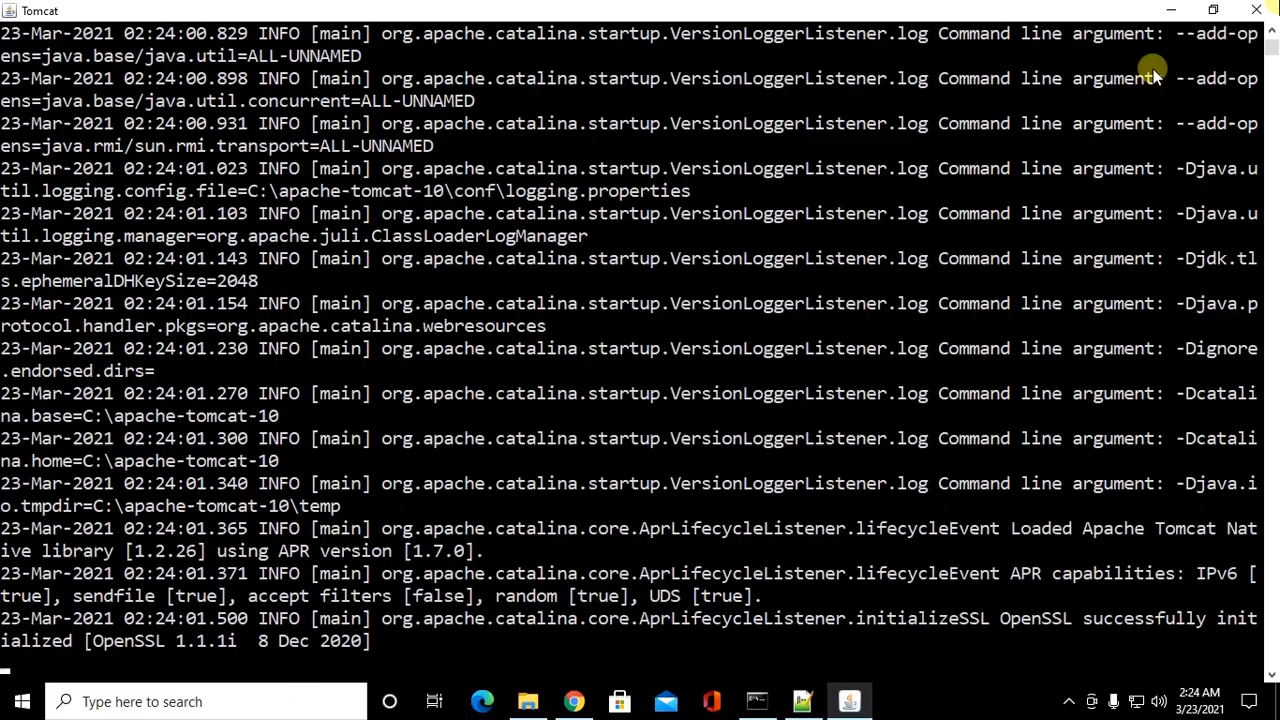 Tomcat
23-Mar-2021 02:24:00.829 INFO [main] org.apache.catalina.startup.VersionLoggerListener.log Command line argument: --add-op
ens=java.base/java.util=ALL-UNNAMED
23-Mar-2021 02:24:00.898 INFO [main] org.apache.catalina.startup.VersionLoggerListener.log Command line argument: --add-op
ens=java.base/java.util.concurrent=ALL-UNNAMED
23-Mar-2021 02:24:00.931 INFO [main] org.apache.catalina.startup.VersionLoggerListener.log Command line argument: --add-op
ens=java.rmi/sun.rmi.transport=ALL-UNNAMED
23-Mar-2021 02:24:01.023 INFO [main] org.apache.catalina.startup.VersionLoggerListener.log Command line argument: -Djava.u
til.logging.config.file=C:\apache-tomcat-10\conf\logging.properties
23-Mar-2021 02:24:01.103 INFO [main] org.apache.catalina.startup.VersionLoggerListener.log Command line argument: -Djava.u
til.logging.manager=org.apache.juli.ClassLoaderLogManager
23-Mar-2021 02:24:01.143 INFO [main] org.apache.catalina.startup.VersionLoggerListener.log Command line argument: -Djdk.tl
s.ephemeralDHKeySize=2048
23-Mar-2021 02:24:01.154 INFO [main] org.apache.catalina.startup.VersionLoggerListener.log Command line argument: -Djava.p
rotocol.handler.pkgs=org.apache.catalina.webresources
23-Mar-2021 02:24:01.230 INFO [main] org.apache.catalina.startup.VersionLoggerListener.log Command line argument: -Dignore
.endorsed.dirs=
23-Mar-2021 02:24:01.270 INFO [main] org.apache.catalina.startup.VersionLoggerListener.log Command line argument: -Dcatali
na.base=C:\apache-tomcat-10
23-Mar-2021 02:24:01.300 INFO [main] org.apache.catalina.startup.VersionLoggerListener.log Command line argument: -Dcatali
na.home=C:\apache-tomcat-10
23-Mar-2021 02:24:01.340 INFO [main] org.apache.catalina.startup.VersionLoggerListener.log Command line argument: -Djava.i
o.tmpdir=C:\apache-tomcat-10\temp
23-Mar-2021 02:24:01.365 INFO [main] org.apache.catalina.core.AprLifecycleListener.lifecycleEvent Loaded Apache Tomcat Nat
ive library [1.2.26] using APR version [1.7.0].
23-Mar-2021 02:24:01.371 INFO [main] org.apache.catalina.core.AprLifecycleListener.lifecycleEvent APR capabilities: IPv6 [
true], sendfile [true], accept filters [false], random [true], UDS [true].
23-Mar-2021 02:24:01.500 INFO [main] org.apache.catalina.core.AprLifecycleListener.initializeSSL OpenSSL successfully init
ialized [OpenSSL 1.1.1i  8 Dec 2020]
Type here to search
2:24 AM
3/23/2021